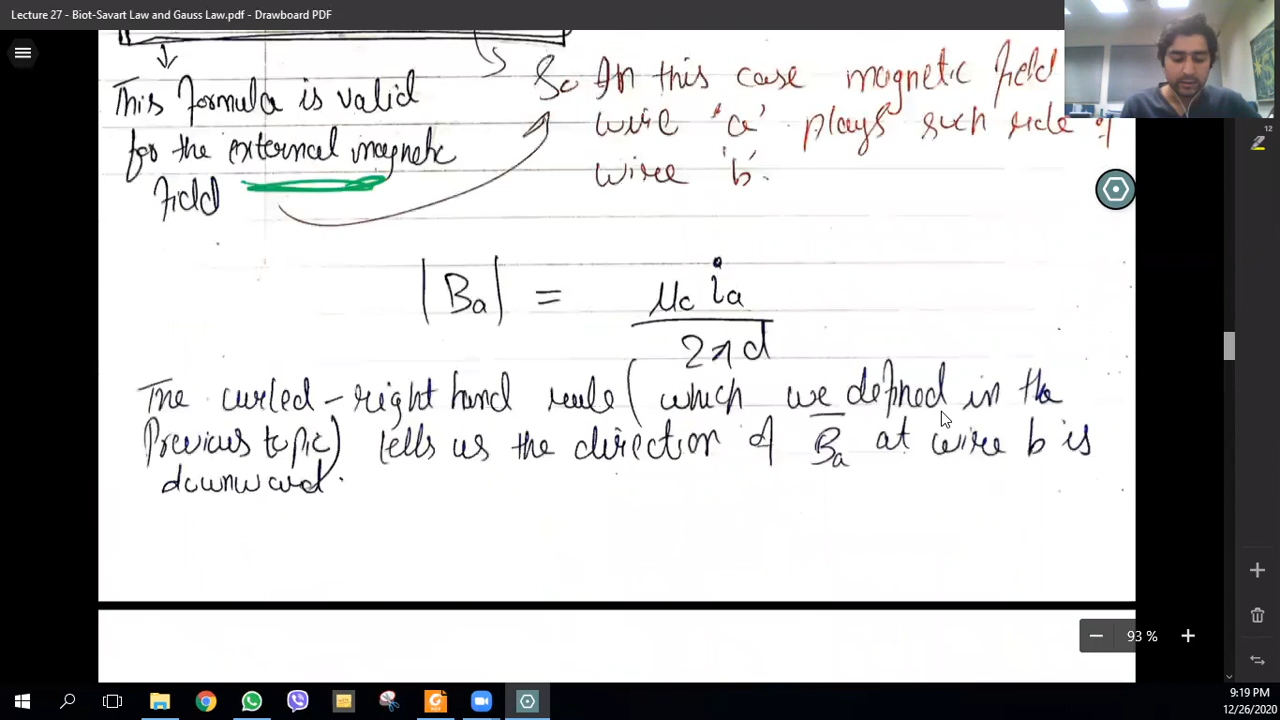 Lecture 27 - Biot-Savart Law and Gauss Law.pdf - Drawboard PDF
This formula is valid
for the external magnetic
field
So In this case magnetic field
wire 'a' plays such role of
wire 'b'.
|Ba| = μo ia
2πd
The curled-right hand rule (which we defined in the
Previous topic) tells us the direction of Ba at wire b is
downward.
93 %
12
9:19 PM
12/26/2020